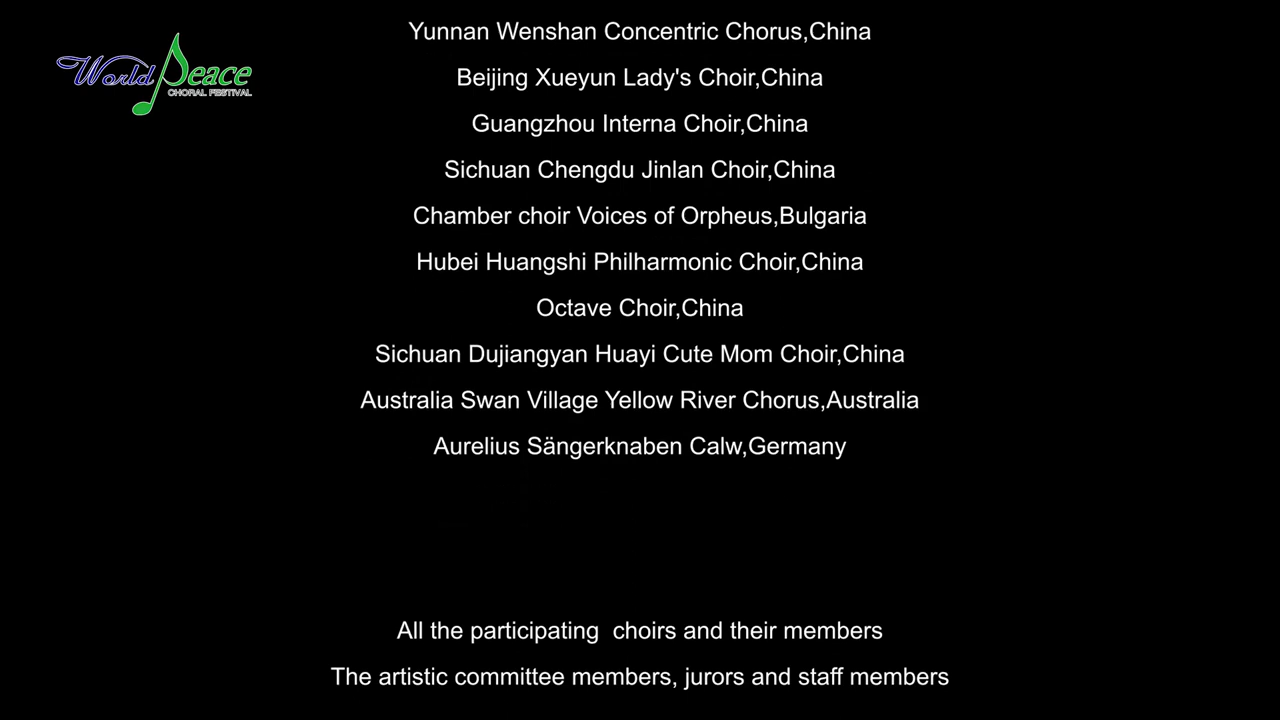 World Peace
CHORAL FESTIVAL
Yunnan Wenshan Concentric Chorus,China
Beijing Xueyun Lady's Choir,China
Guangzhou Interna Choir,China
Sichuan Chengdu Jinlan Choir,China
Chamber choir Voices of Orpheus,Bulgaria
Hubei Huangshi Philharmonic Choir,China
Octave Choir,China
Sichuan Dujiangyan Huayi Cute Mom Choir,China
Australia Swan Village Yellow River Chorus,Australia
Aurelius Sängerknaben Calw,Germany
All the participating  choirs and their members
The artistic committee members, jurors and staff members